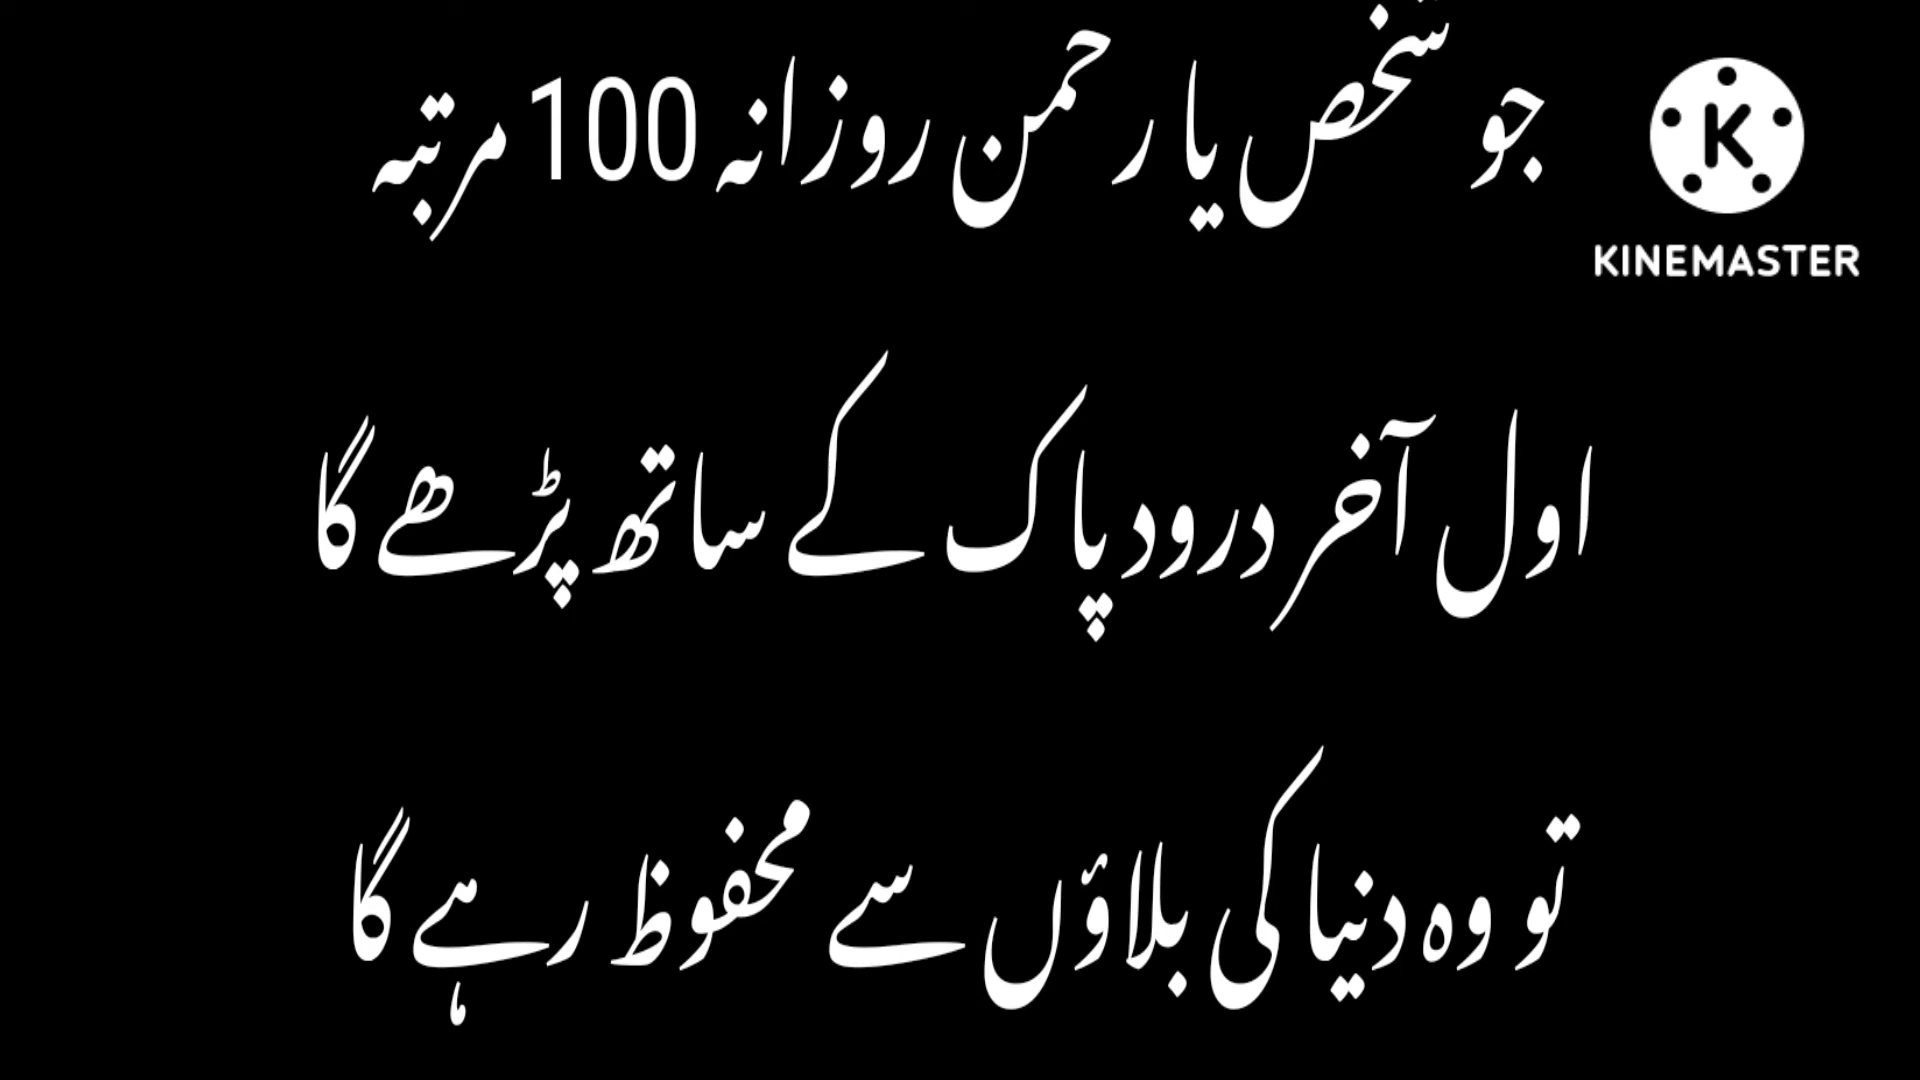 جو شخص یا رحمن روزانہ 100 مرتبہ
KINEMASTER
اول آخر درود پاک کے ساتھ پڑھے گا
تو وہ دنیا کی بلاؤں سے محفوظ رہے گا